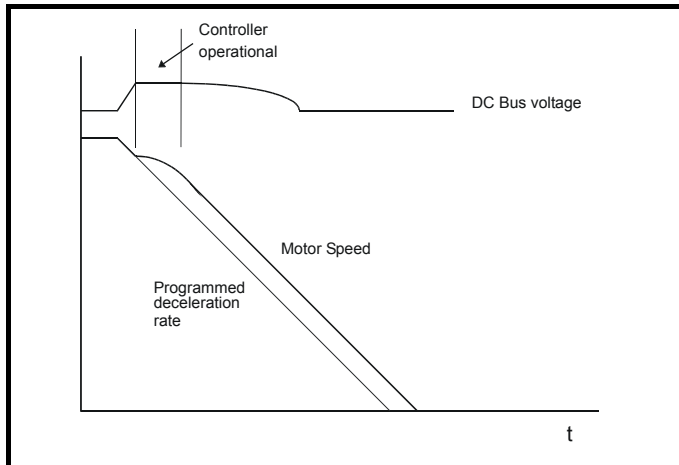 Controller
operational
DC Bus voltage
Motor Speed
Programmed
deceleration
rate
t